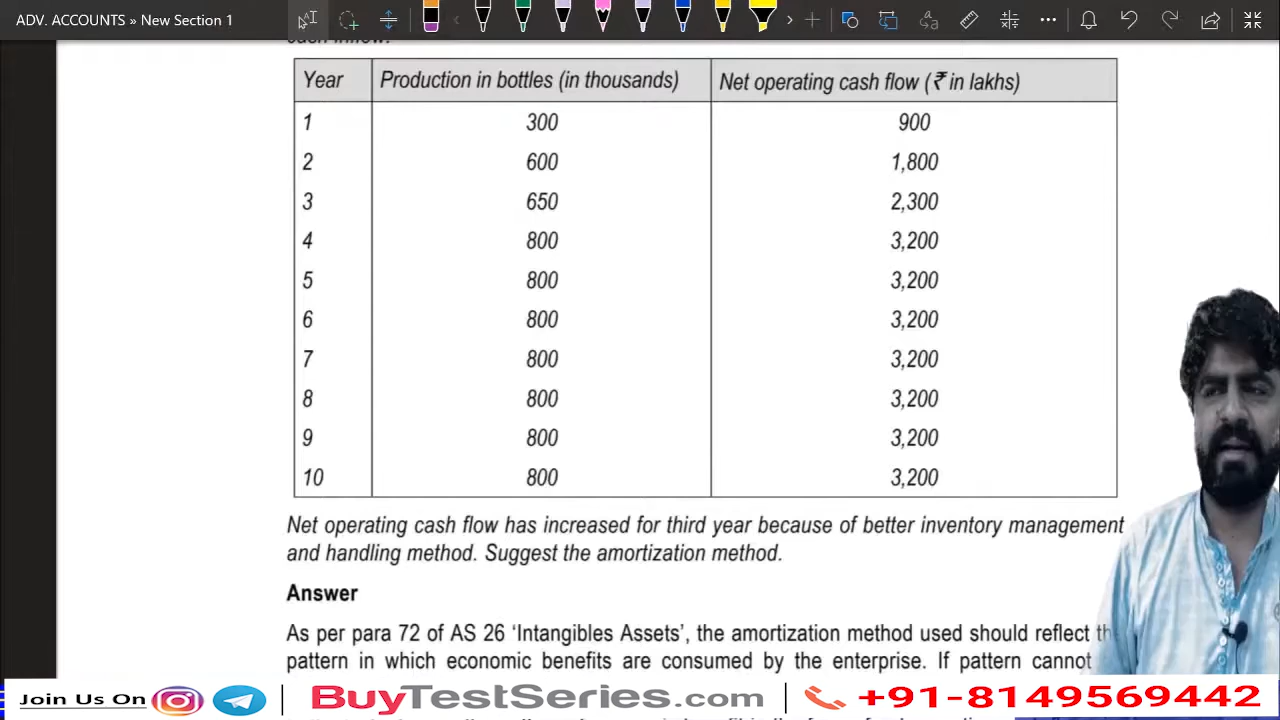 ADV. ACCOUNTS » New Section 1
cash inflow:
Year Production in bottles (in thousands) Net operating cash flow (₹ in lakhs)
1 300 900
2 600 1,800
3 650 2,300
4 800 3,200
5 800 3,200
6 800 3,200
7 800 3,200
8 800 3,200
9 800 3,200
10 800 3,200
Net operating cash flow has increased for third year because of better inventory management
and handling method. Suggest the amortization method.
Answer
As per para 72 of AS 26 ‘Intangibles Assets’, the amortization method used should reflect
pattern in which economic benefits are consumed by the enterprise. If pattern cannot
Join Us On BuyTestSeries.com +91-8149569442